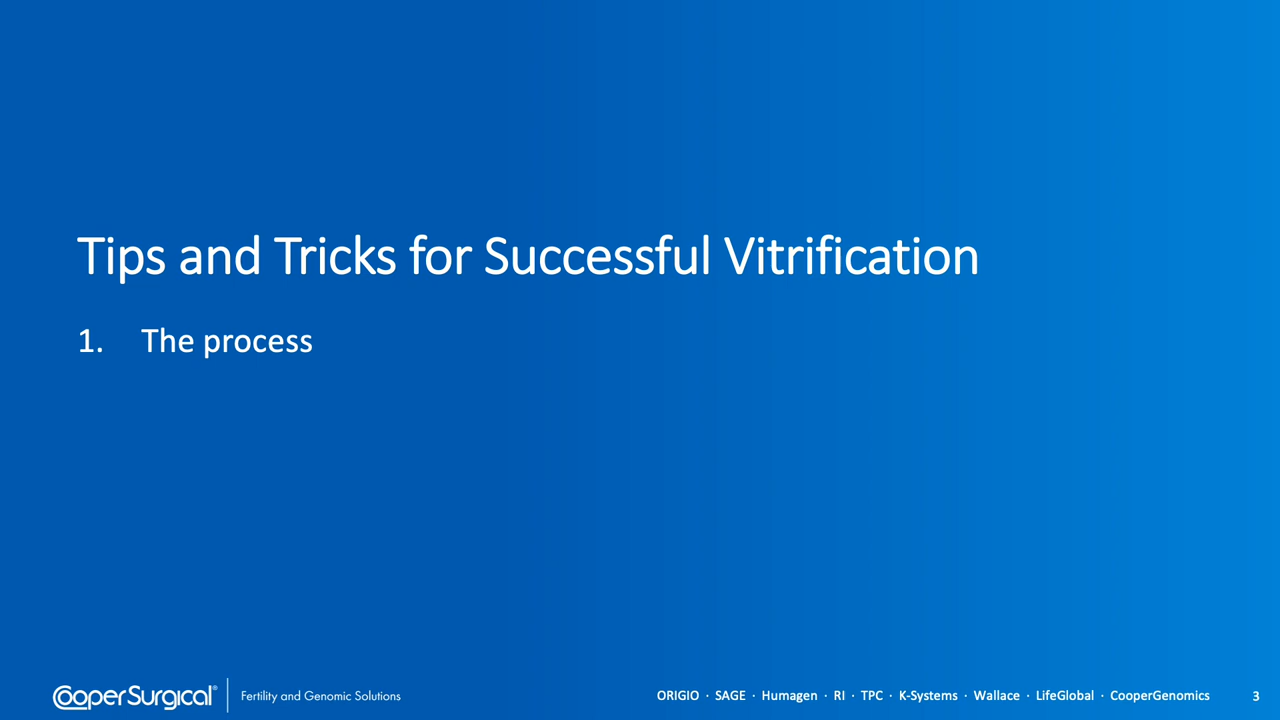 Tips and Tricks for Successful Vitrification
1. The process
CooperSurgical® Fertility and Genomic Solutions
ORIGIO · SAGE · Humagen · RI · TPC · K-Systems · Wallace · LifeGlobal · CooperGenomics 3